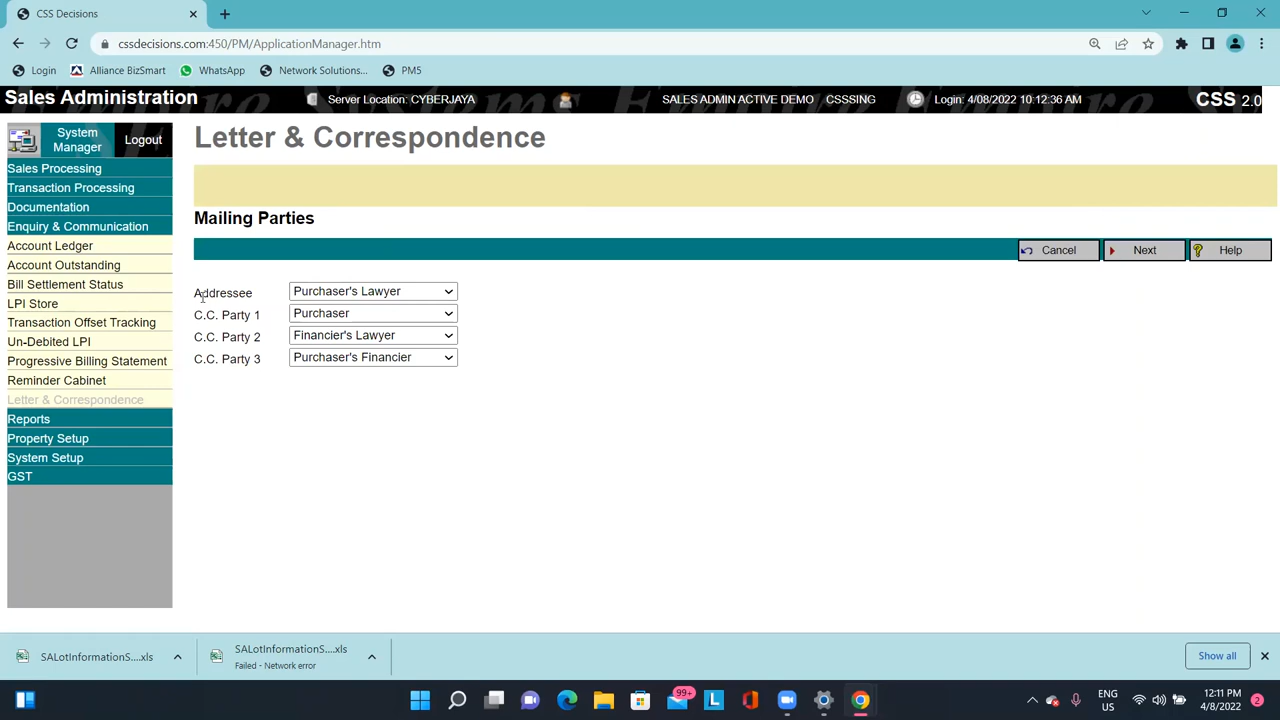 CSS Decisions
cssdecisions.com:450/PM/ApplicationManager.htm
Login
Alliance BizSmart
WhatsApp
Network Solutions...
PM5
Sales Administration
Server Location: CYBERJAYA
SALES ADMIN ACTIVE DEMO
CSSSING
Login: 4/08/2022 10:12:36 AM
CSS 2.0
System Manager
Logout
Sales Processing
Transaction Processing
Documentation
Enquiry & Communication
Account Ledger
Account Outstanding
Bill Settlement Status
LPI Store
Transaction Offset Tracking
Un-Debited LPI
Progressive Billing Statement
Reminder Cabinet
Letter & Correspondence
Reports
Property Setup
System Setup
GST
Letter & Correspondence
Mailing Parties
Cancel
Next
Help
Addressee Purchaser's Lawyer
C.C. Party 1 Purchaser
C.C. Party 2 Financier's Lawyer
C.C. Party 3 Purchaser's Financier
SALotInformationS....xls
SALotInformationS....xls
Failed - Network error
Show all
99+
ENG
US
12:11 PM
4/8/2022
2